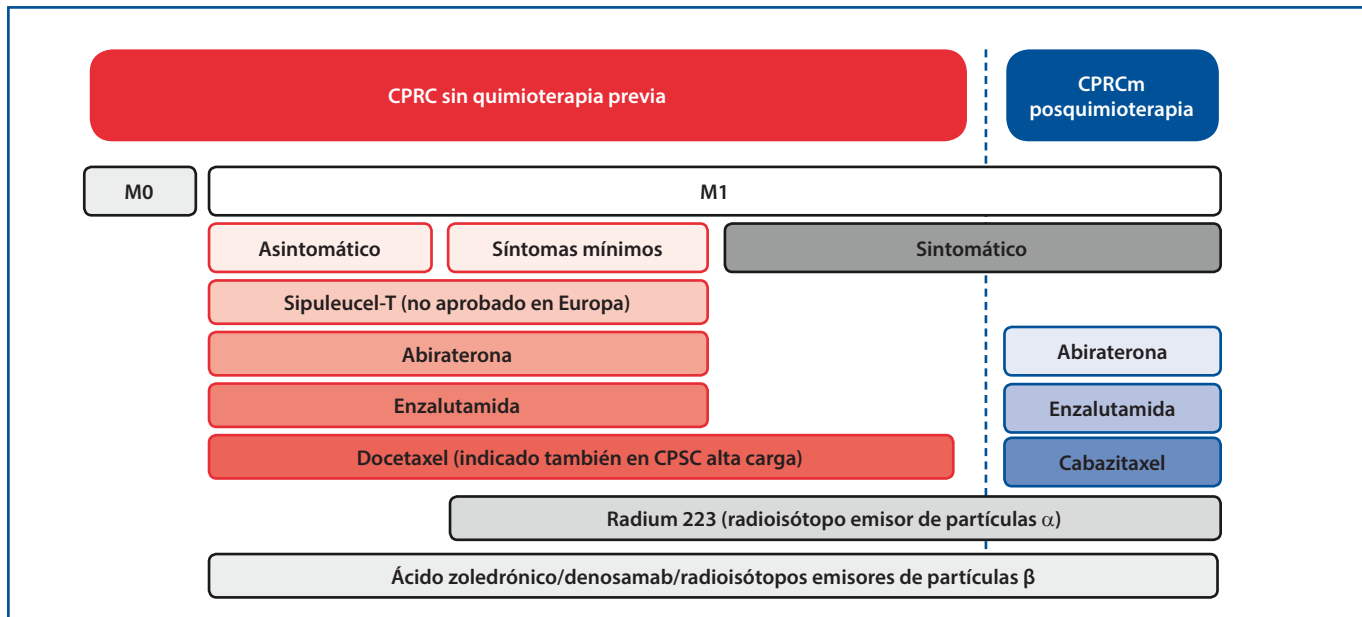 CPRC sin quimioterapia previa
CPRCm
posquimioterapia
M0
M1
Asintomático
Síntomas mínimos
Sintomático
Sipuleucel-T (no aprobado en Europa)
Abiraterona
Abiraterona
Enzalutamida
Enzalutamida
Docetaxel (indicado también en CPSC alta carga)
Cabazitaxel
Radium 223 (radioisótopo emisor de partículas α)
Ácido zoledrónico/denosamab/radioisótopos emisores de partículas β